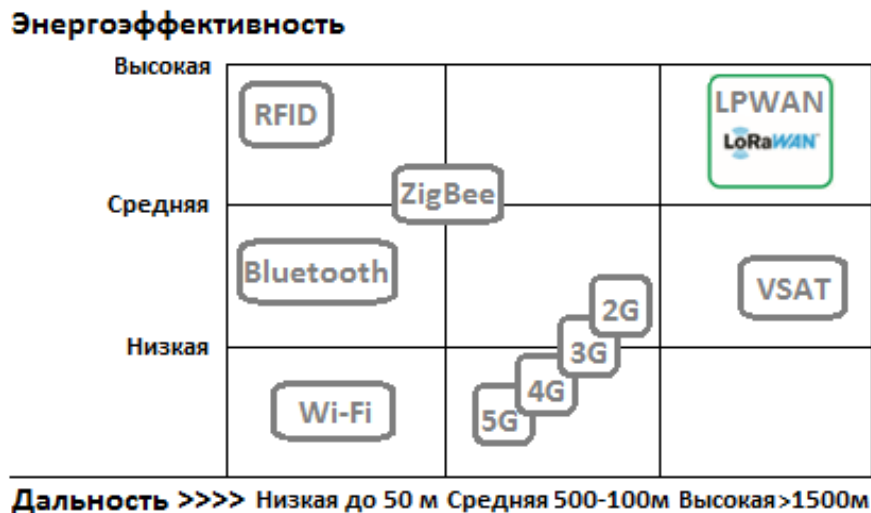 Энергоэффективность
Высокая
RFID
LPWAN
LoRaWAN
ZigBee
Средняя
Bluetooth
VSAT
2G
Низкая
3G
4G
Wi-Fi
5G
Дальность >>>> Низкая до 50 м Средняя 500-100м Высокая>1500м